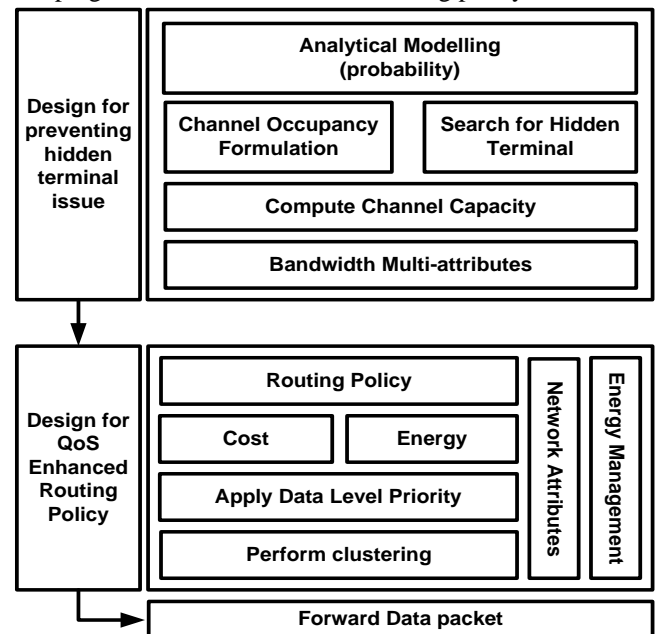 Design for
preventing
hidden
terminal
issue
Analytical Modelling
(probability)
Channel Occupancy
Formulation
Search for Hidden
Terminal
Compute Channel Capacity
Bandwidth Multi-attributes
Design for
QoS
Enhanced
Routing
Policy
Routing Policy
Cost
Energy
Apply Data Level Priority
Perform clustering
Network Attributes
Energy Management
Forward Data packet